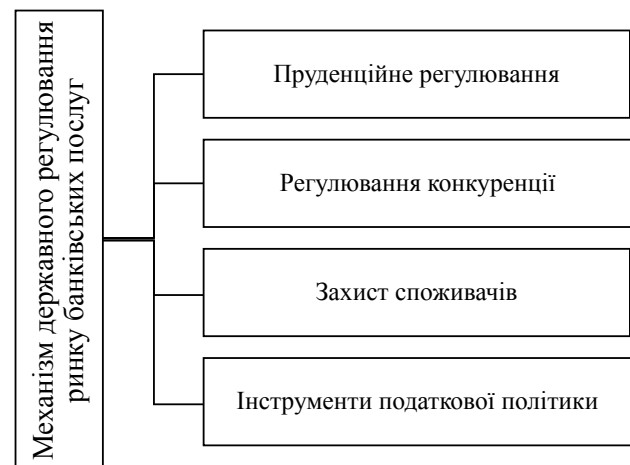 Механізм державного регулювання
ринку банківських послуг
Пруденційне регулювання
Регулювання конкуренції
Захист споживачів
Інструменти податкової політики